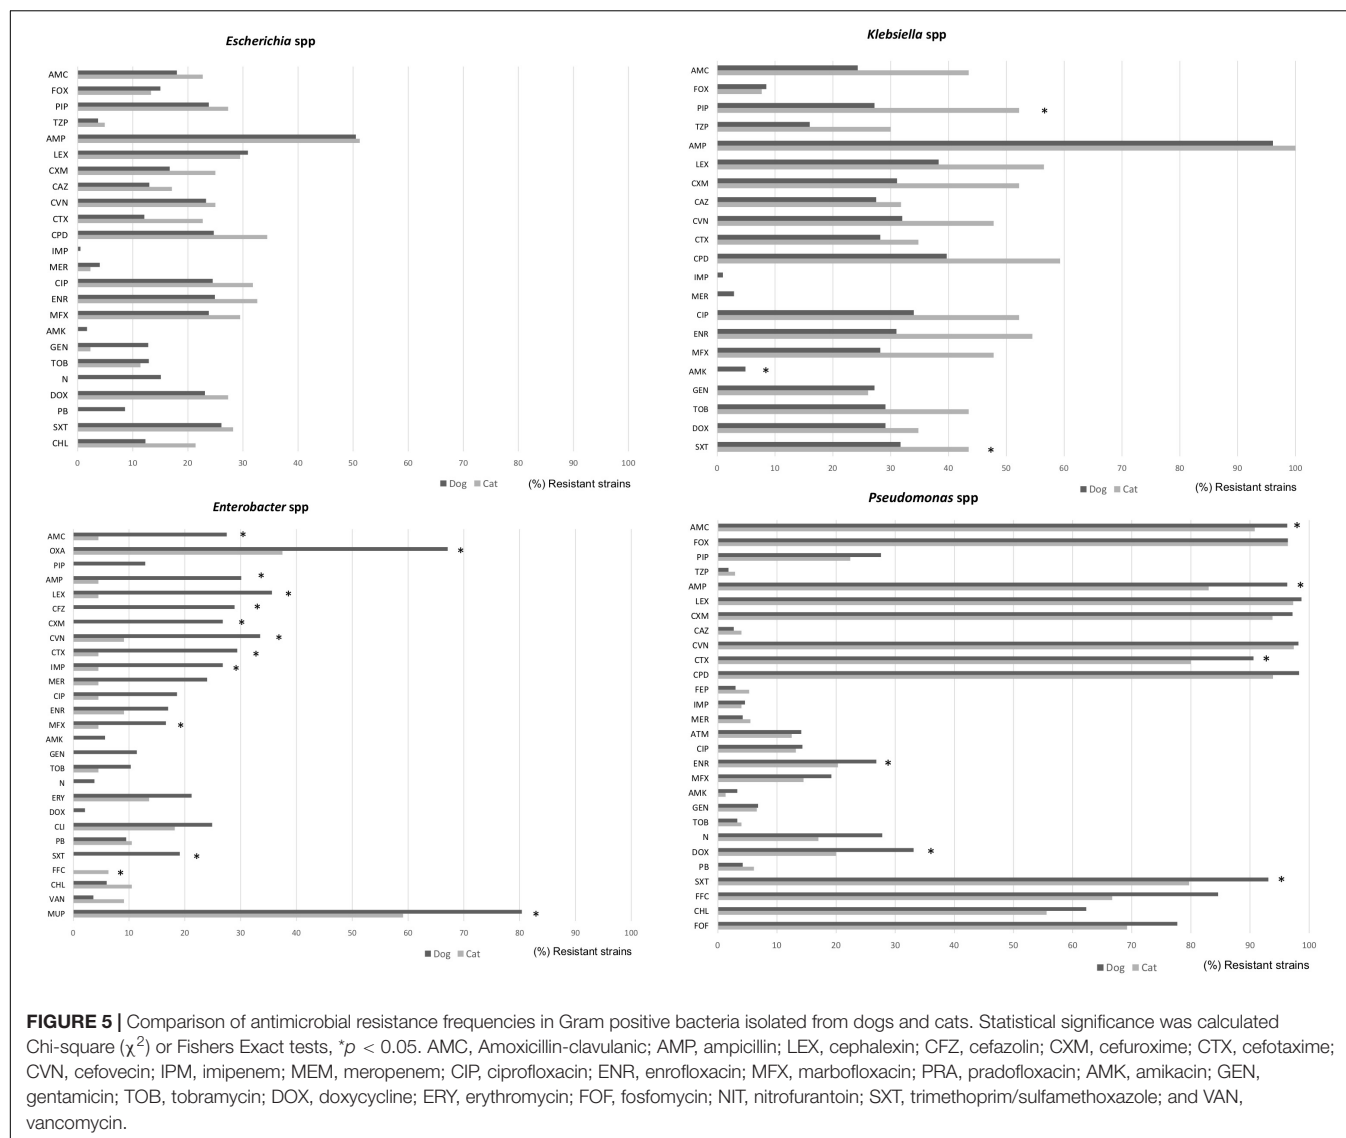 Escherichia spp
AMC
FOX
PIP
TZP
AMP
LEX
CXM
CAZ
CVN
CTX
CPD
IMP
MER
CIP
ENR
MFX
AMK
GEN
TOB
N
DOX
PB
SXT
CHL
0 10 20 30 40 50 60 70 80 90 100
Dog Cat (%) Resistant strains
Klebsiella spp
AMC
FOX
PIP *
TZP
AMP
LEX
CXM
CAZ
CVN
CTX
CPD
IMP
MER
CIP
ENR
MFX
AMK *
GEN
TOB
DOX
SXT *
0 10 20 30 40 50 60 70 80 90 100
Dog Cat (%) Resistant strains
Enterobacter spp
AMC *
OXA *
PIP
AMP *
LEX *
CFZ *
CXM *
CVN *
CTX *
IMP *
MER
CIP
ENR
MFX *
AMK
GEN
TOB
N
ERY
DOX
CLI
PB
SXT *
FFC *
CHL
VAN
MUP *
0 10 20 30 40 50 60 70 80 90 100
Dog Cat (%) Resistant strains
Pseudomonas spp
AMC *
FOX
PIP
TZP
AMP *
LEX
CXM
CAZ
CVN
CTX *
CPD
FEP
IMP
MER
ATM
CIP
ENR *
MFX
AMK
GEN
TOB
N
DOX *
PB
SXT *
FFC
CHL
FOF
0 10 20 30 40 50 60 70 80 90 100
Dog Cat (%) Resistant strains
FIGURE 5 | Comparison of antimicrobial resistance frequencies in Gram positive bacteria isolated from dogs and cats. Statistical significance was calculated
Chi-square (χ²) or Fishers Exact tests, *p < 0.05. AMC, Amoxicillin-clavulanic; AMP, ampicillin; LEX, cephalexin; CFZ, cefazolin; CXM, cefuroxime; CTX, cefotaxime;
CVN, cefovecin; IPM, imipenem; MEM, meropenem; CIP, ciprofloxacin; ENR, enrofloxacin; MFX, marbofloxacin; PRA, pradofloxacin; AMK, amikacin; GEN,
gentamicin; TOB, tobramycin; DOX, doxycycline; ERY, erythromycin; FOF, fosfomycin; NIT, nitrofurantoin; SXT, trimethoprim/sulfamethoxazole; and VAN,
vancomycin.